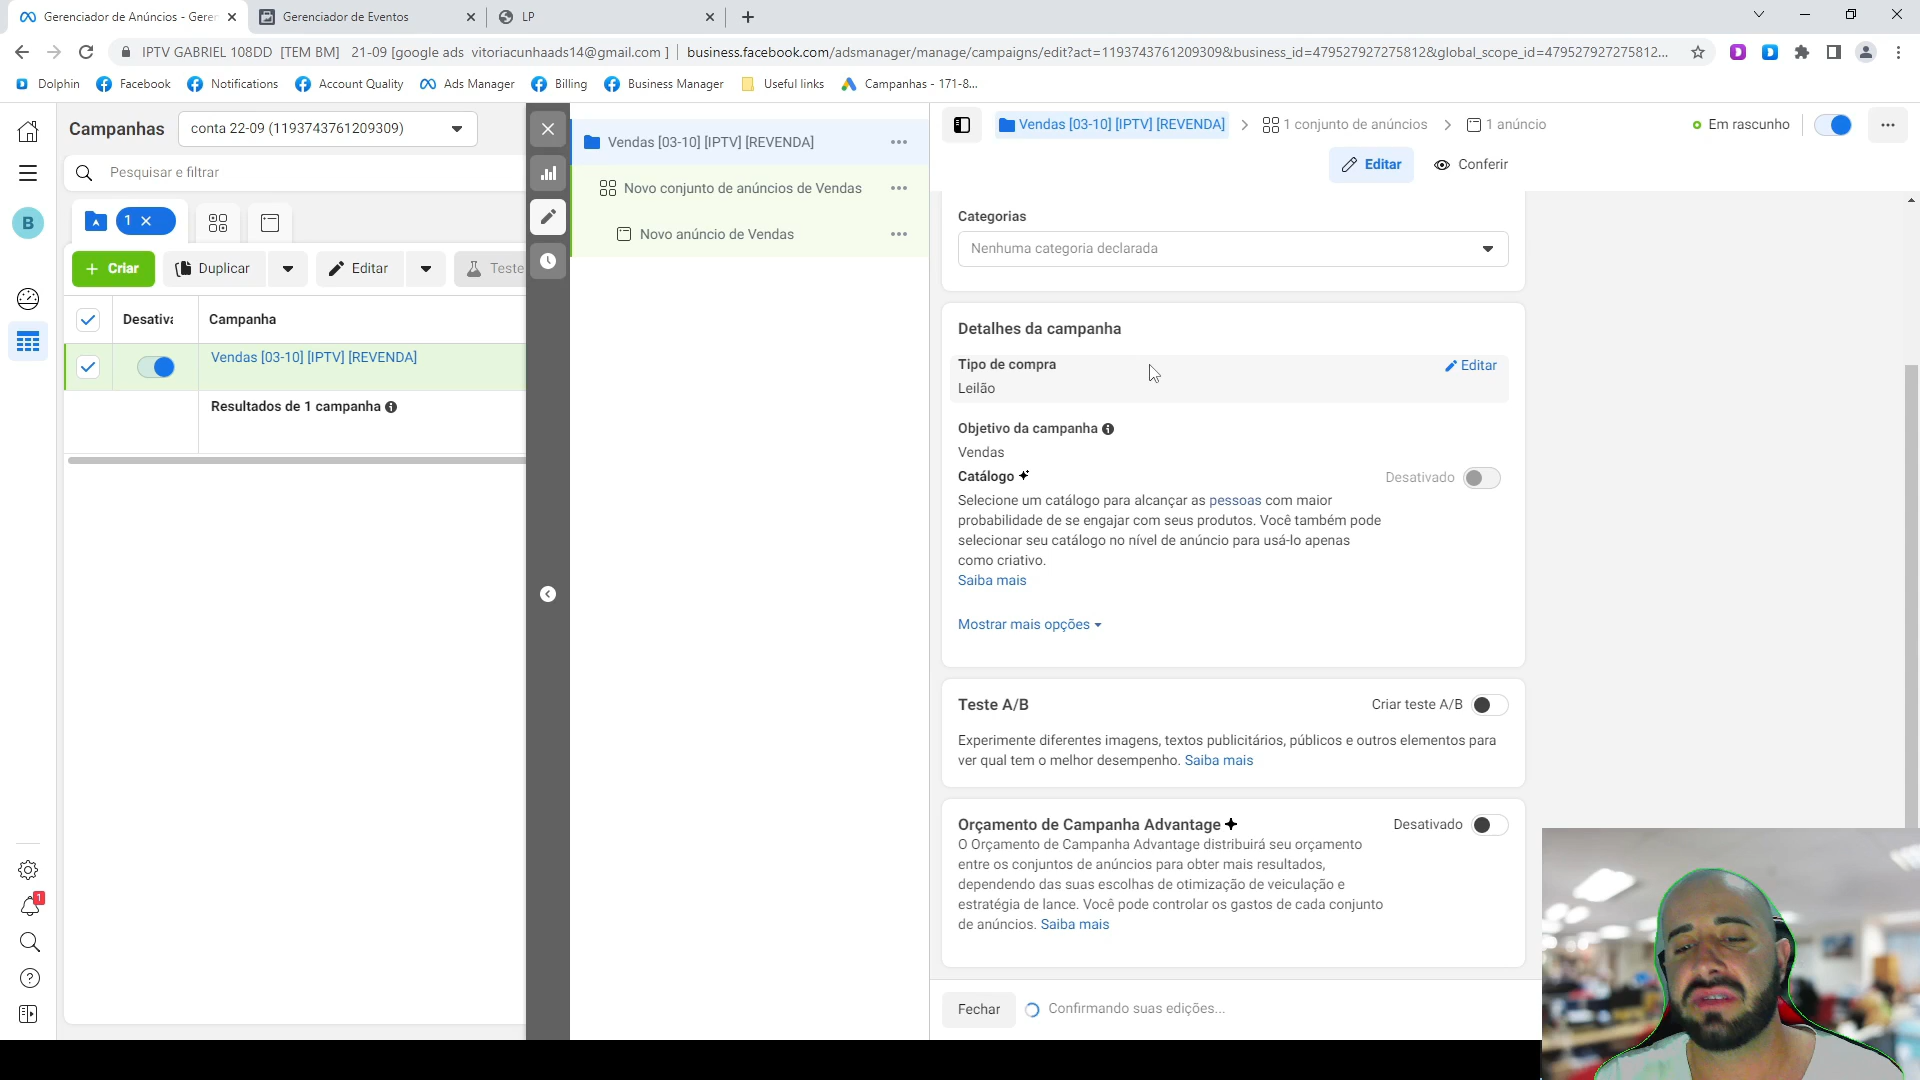 Gerenciador de Anúncios - Geren
Gerenciador de Eventos
LP
IPTV GABRIEL 108DD [TEM BM] 21-09 [google ads vitoriacunhaads14@gmail.com ]
business.facebook.com/adsmanager/manage/campaigns/edit?act=1193743761209309&business_id=479527927275812&global_scope_id=479527927275812...
Dolphin
Facebook
Notifications
Account Quality
Ads Manager
Billing
Business Manager
Useful links
Campanhas - 171-8...
Campanhas
conta 22-09 (1193743761209309)
Pesquisar e filtrar
B
1
+ Criar
Duplicar
Editar
Teste
Desativa
Campanha
Vendas [03-10] [IPTV] [REVENDA]
Resultados de 1 campanha
1
Vendas [03-10] [IPTV] [REVENDA]
Novo conjunto de anúncios de Vendas
Novo anúncio de Vendas
Vendas [03-10] [IPTV] [REVENDA]
1 conjunto de anúncios
1 anúncio
Em rascunho
Editar
Conferir
Categorias
Nenhuma categoria declarada
Detalhes da campanha
Tipo de compra
Editar
Leilão
Objetivo da campanha
Vendas
Catálogo
Desativado
Selecione um catálogo para alcançar as pessoas com maior
probabilidade de se engajar com seus produtos. Você também pode
selecionar seu catálogo no nível de anúncio para usá-lo apenas
como criativo.
Saiba mais
Mostrar mais opções
Teste A/B
Criar teste A/B
Experimente diferentes imagens, textos publicitários, públicos e outros elementos para
ver qual tem o melhor desempenho. Saiba mais
Orçamento de Campanha Advantage
Desativado
O Orçamento de Campanha Advantage distribuirá seu orçamento
entre os conjuntos de anúncios para obter mais resultados,
dependendo das suas escolhas de otimização de veiculação e
estratégia de lance. Você pode controlar os gastos de cada conjunto
de anúncios. Saiba mais
Fechar
Confirmando suas edições...